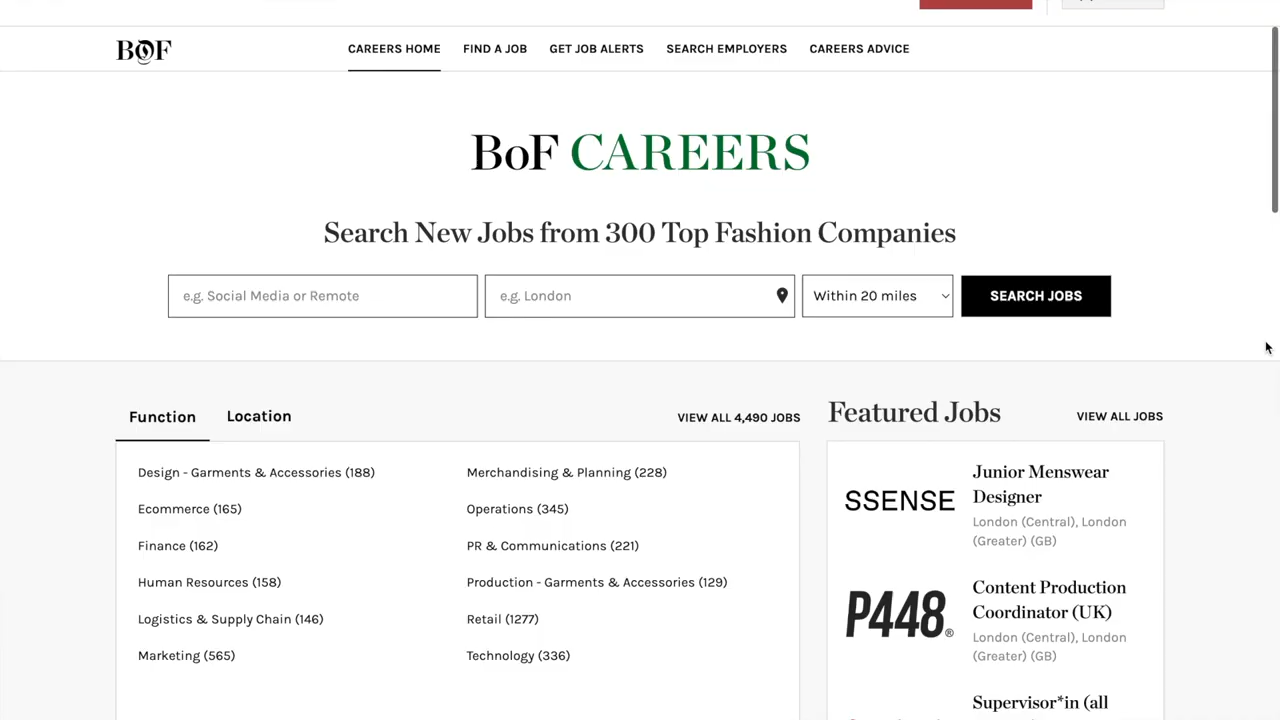 BOF
CAREERS HOME FIND A JOB GET JOB ALERTS SEARCH EMPLOYERS CAREERS ADVICE
BoF CAREERS
Search New Jobs from 300 Top Fashion Companies
e.g. Social Media or Remote e.g. London Within 20 miles SEARCH JOBS
Function Location VIEW ALL 4,490 JOBS
Design - Garments & Accessories (188)
Ecommerce (165)
Finance (162)
Human Resources (158)
Logistics & Supply Chain (146)
Marketing (565)
Merchandising & Planning (228)
Operations (345)
PR & Communications (221)
Production - Garments & Accessories (129)
Retail (1277)
Technology (336)
Featured Jobs VIEW ALL JOBS
SSENSE
Junior Menswear
Designer
London (Central), London
(Greater) (GB)
P448®
Content Production
Coordinator (UK)
London (Central), London
(Greater) (GB)
Supervisor*in (all